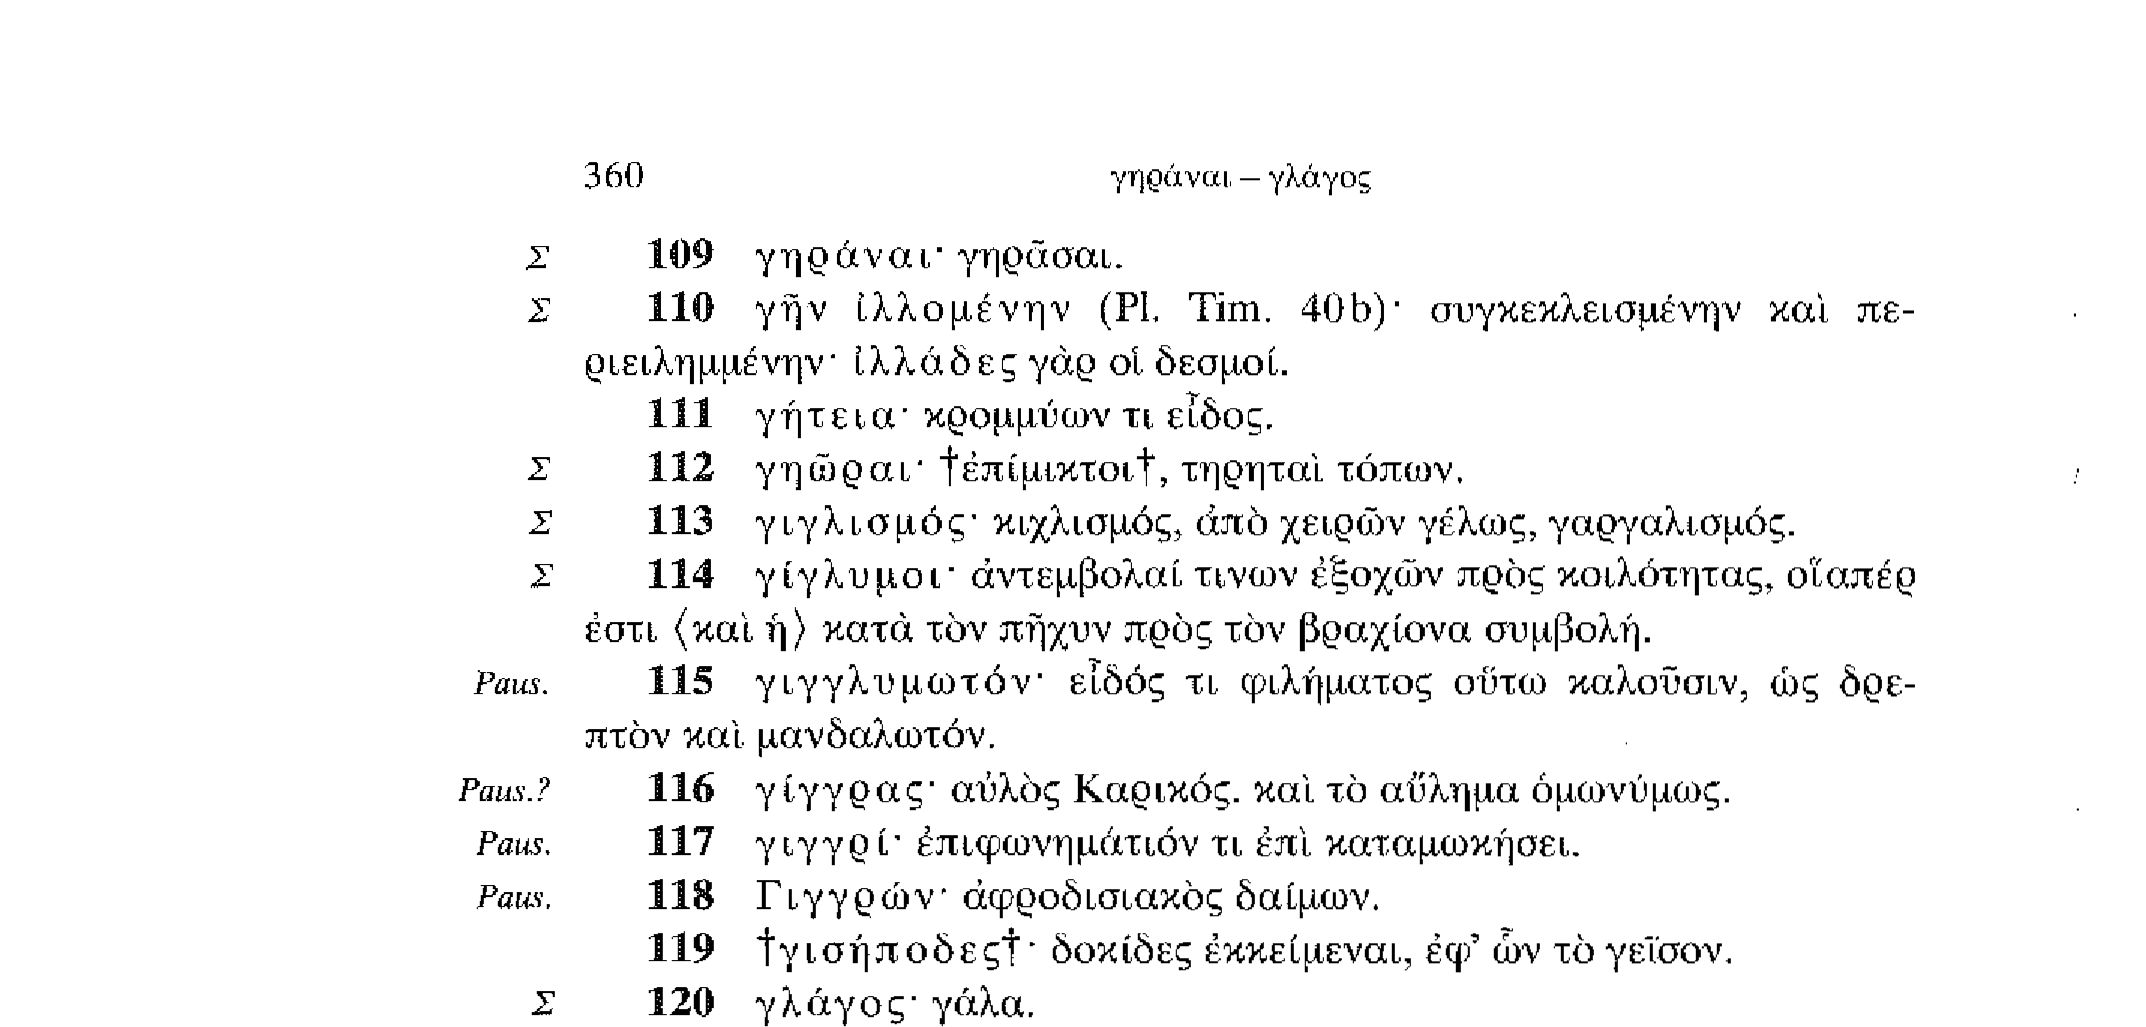 360 γηράναι – γλάγος
Σ 109 γηράναι· γηρᾶσαι.
Σ 110 γῆν ἰλλομένην (Pl. Tim. 40b)· συγκεκλεισμένην καὶ πε-
ριειλημμένην· ἰλλάδες γὰρ οἱ δεσμοί.
111 γήτεια· κρομμύων τι εἶδος.
Σ 112 γηῶραι· †ἐπίμικτοι†, τηρηταὶ τόπων.
Σ 113 γιγλισμός· κιχλισμός, ἀπὸ χειρῶν γέλως, γαργαλισμός.
Σ 114 γίγλυμοι· ἀντεμβολαί τινων ἐξοχῶν πρὸς κοιλότητας, οἵαπέρ
ἐστι ⟨καὶ ἡ⟩ κατὰ τὸν πῆχυν πρὸς τὸν βραχίονα συμβολή.
Paus. 115 γιγγλυμωτόν· εἶδός τι φιλήματος οὕτω καλοῦσιν, ὡς δρε-
πτὸν καὶ μανδαλωτόν.
Paus.? 116 γίγγρας· αὐλὸς Καρικός. καὶ τὸ αὔλημα ὁμωνύμως.
Paus. 117 γιγγρί· ἐπιφωνημάτιόν τι ἐπὶ καταμωκήσει.
Paus. 118 Γιγγρών· ἀφροδισιακὸς δαίμων.
119 †γισήποδες†· δοκίδες ἐκκείμεναι, ἐφ’ ὧν τὸ γεῖσον.
Σ 120 γλάγος· γάλα.